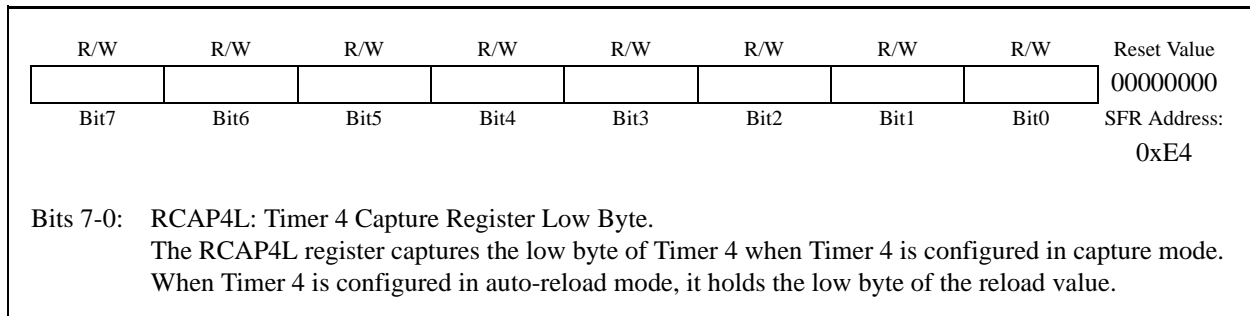 R/W R/W R/W R/W R/W R/W R/W R/W Reset Value
00000000
Bit7 Bit6 Bit5 Bit4 Bit3 Bit2 Bit1 Bit0 SFR Address:
0xE4
Bits 7-0: RCAP4L: Timer 4 Capture Register Low Byte.
The RCAP4L register captures the low byte of Timer 4 when Timer 4 is configured in capture mode.
When Timer 4 is configured in auto-reload mode, it holds the low byte of the reload value.